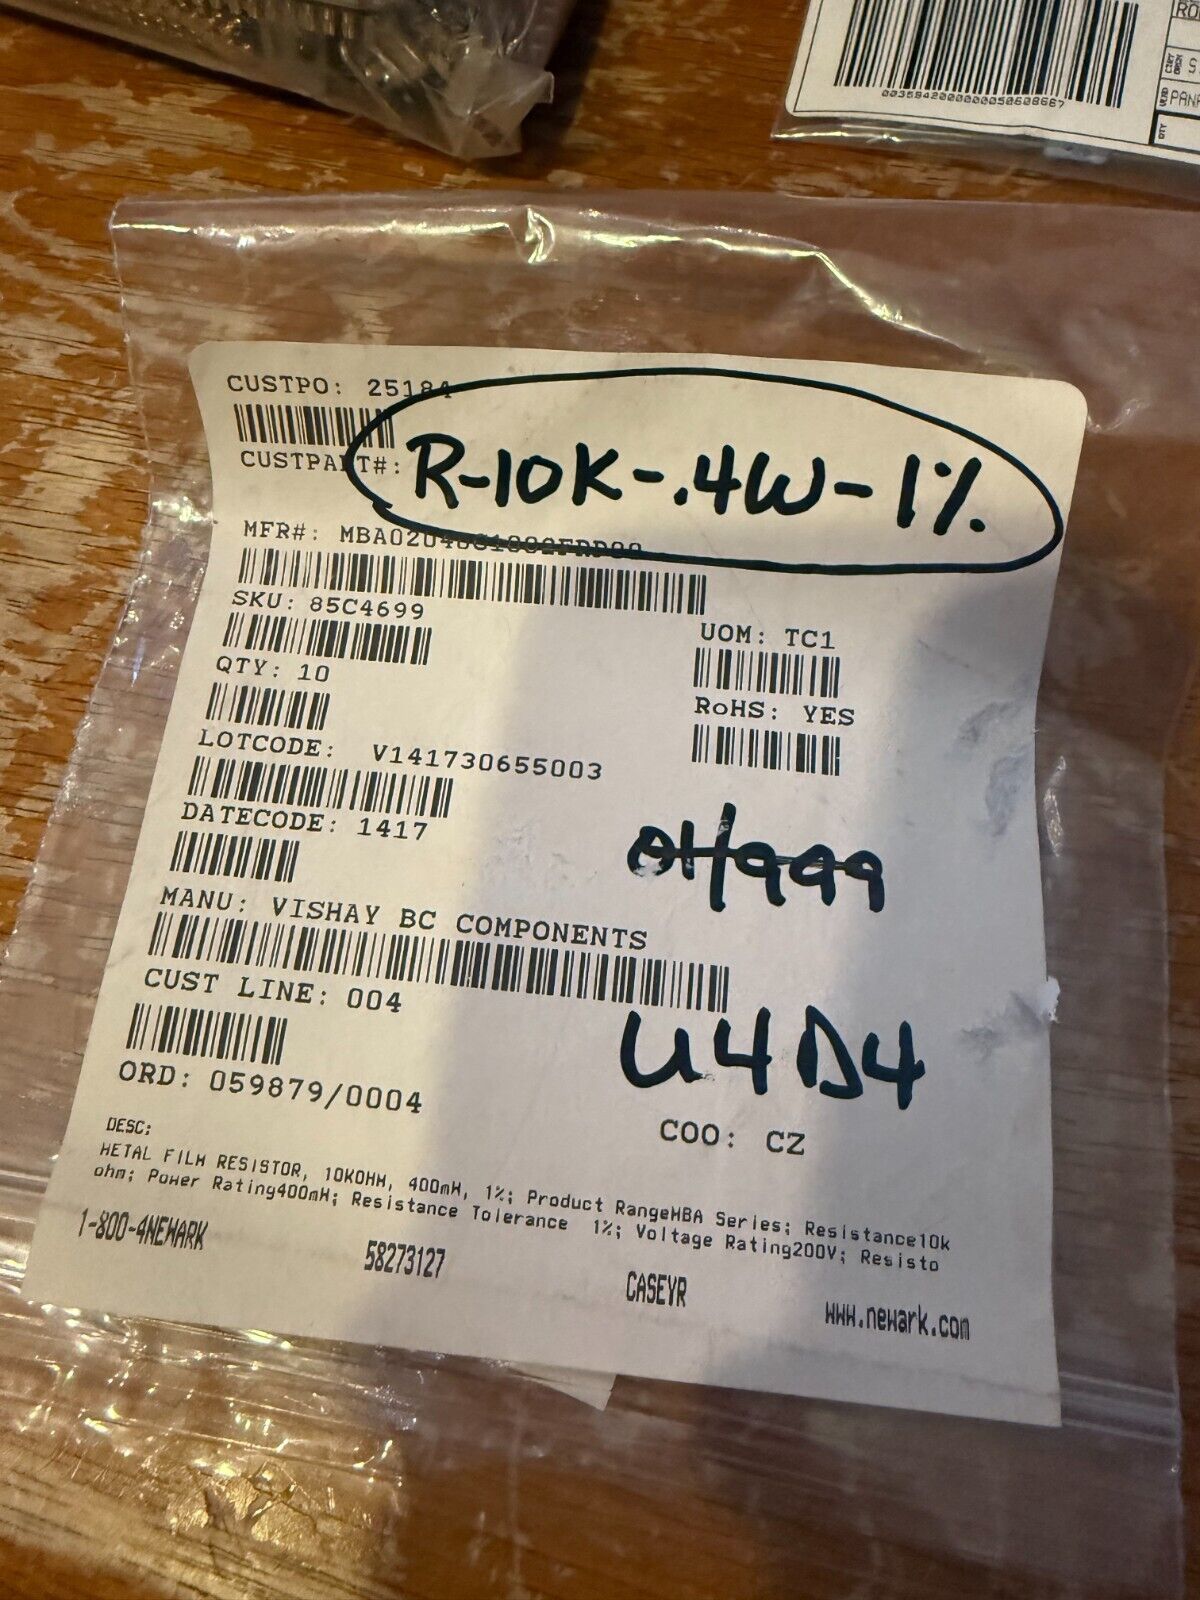 003594200000050608667
CUSTPO: 25184
CUSTPART#:
R-10K-.4W-1%
MFR#:
SKU: 85C4699
UOM: TC1
QTY: 10
RoHS: YES
LOTCODE: V141730655003
DATECODE: 1417
MANU: VISHAY BC COMPONENTS
CUST LINE: 004
U4D4
ORD: 059879/0004
COO: CZ
DESC:
METAL FILM RESISTOR, 10KOHM, 400mW, 1%; Product RangeMBA Series; Resistance10k
ohm; Power Rating400mW; Resistance Tolerance 1%; Voltage Rating200V; Resisto
1-800-4NEWARK
58273127
CASEYR
www.newark.com